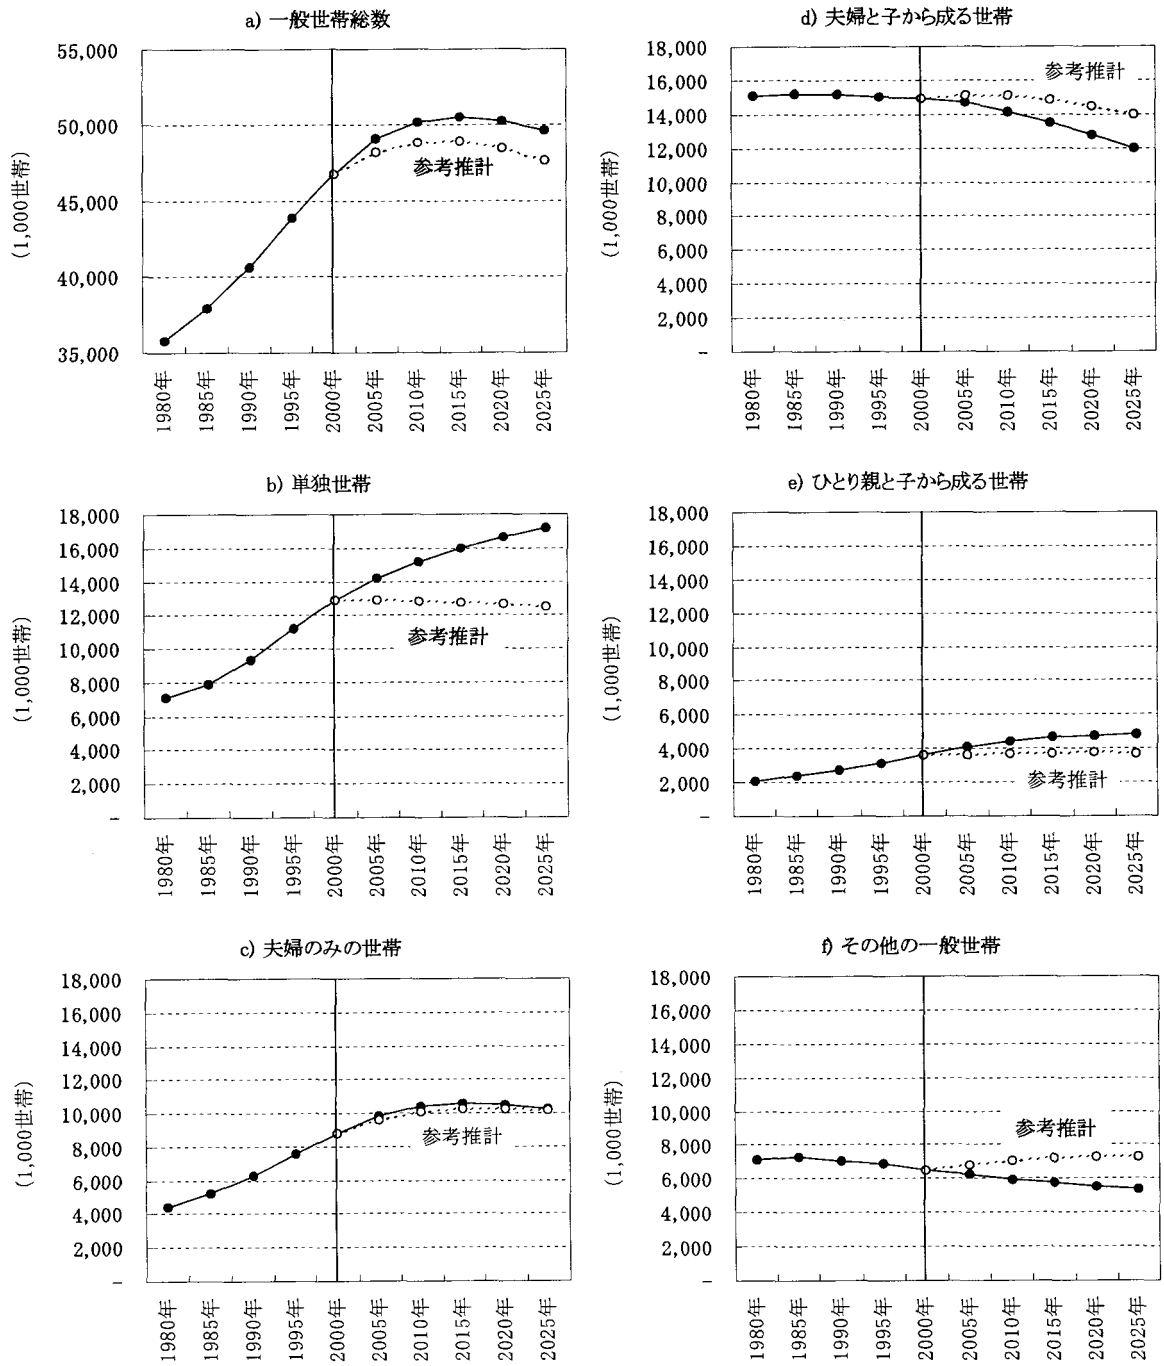 a) 一般世帯総数
55,000
50,000
45,000
40,000
35,000
(1,000世帯)
参考推計
1980年
1985年
1990年
1995年
2000年
2005年
2010年
2015年
2020年
2025年
b) 単独世帯
18,000
16,000
14,000
12,000
10,000
8,000
6,000
4,000
2,000
–
(1,000世帯)
参考推計
1980年
1985年
1990年
1995年
2000年
2005年
2010年
2015年
2020年
2025年
c) 夫婦のみの世帯
18,000
16,000
14,000
12,000
10,000
8,000
6,000
4,000
2,000
–
(1,000世帯)
参考推計
1980年
1985年
1990年
1995年
2000年
2005年
2010年
2015年
2020年
2025年
d) 夫婦と子から成る世帯
18,000
16,000
14,000
12,000
10,000
8,000
6,000
4,000
2,000
–
(1,000世帯)
参考推計
1980年
1985年
1990年
1995年
2000年
2005年
2010年
2015年
2020年
2025年
e) ひとり親と子から成る世帯
18,000
16,000
14,000
12,000
10,000
8,000
6,000
4,000
2,000
–
(1,000世帯)
参考推計
1980年
1985年
1990年
1995年
2000年
2005年
2010年
2015年
2020年
2025年
f) その他の一般世帯
18,000
16,000
14,000
12,000
10,000
8,000
6,000
4,000
2,000
–
(1,000世帯)
参考推計
1980年
1985年
1990年
1995年
2000年
2005年
2010年
2015年
2020年
2025年